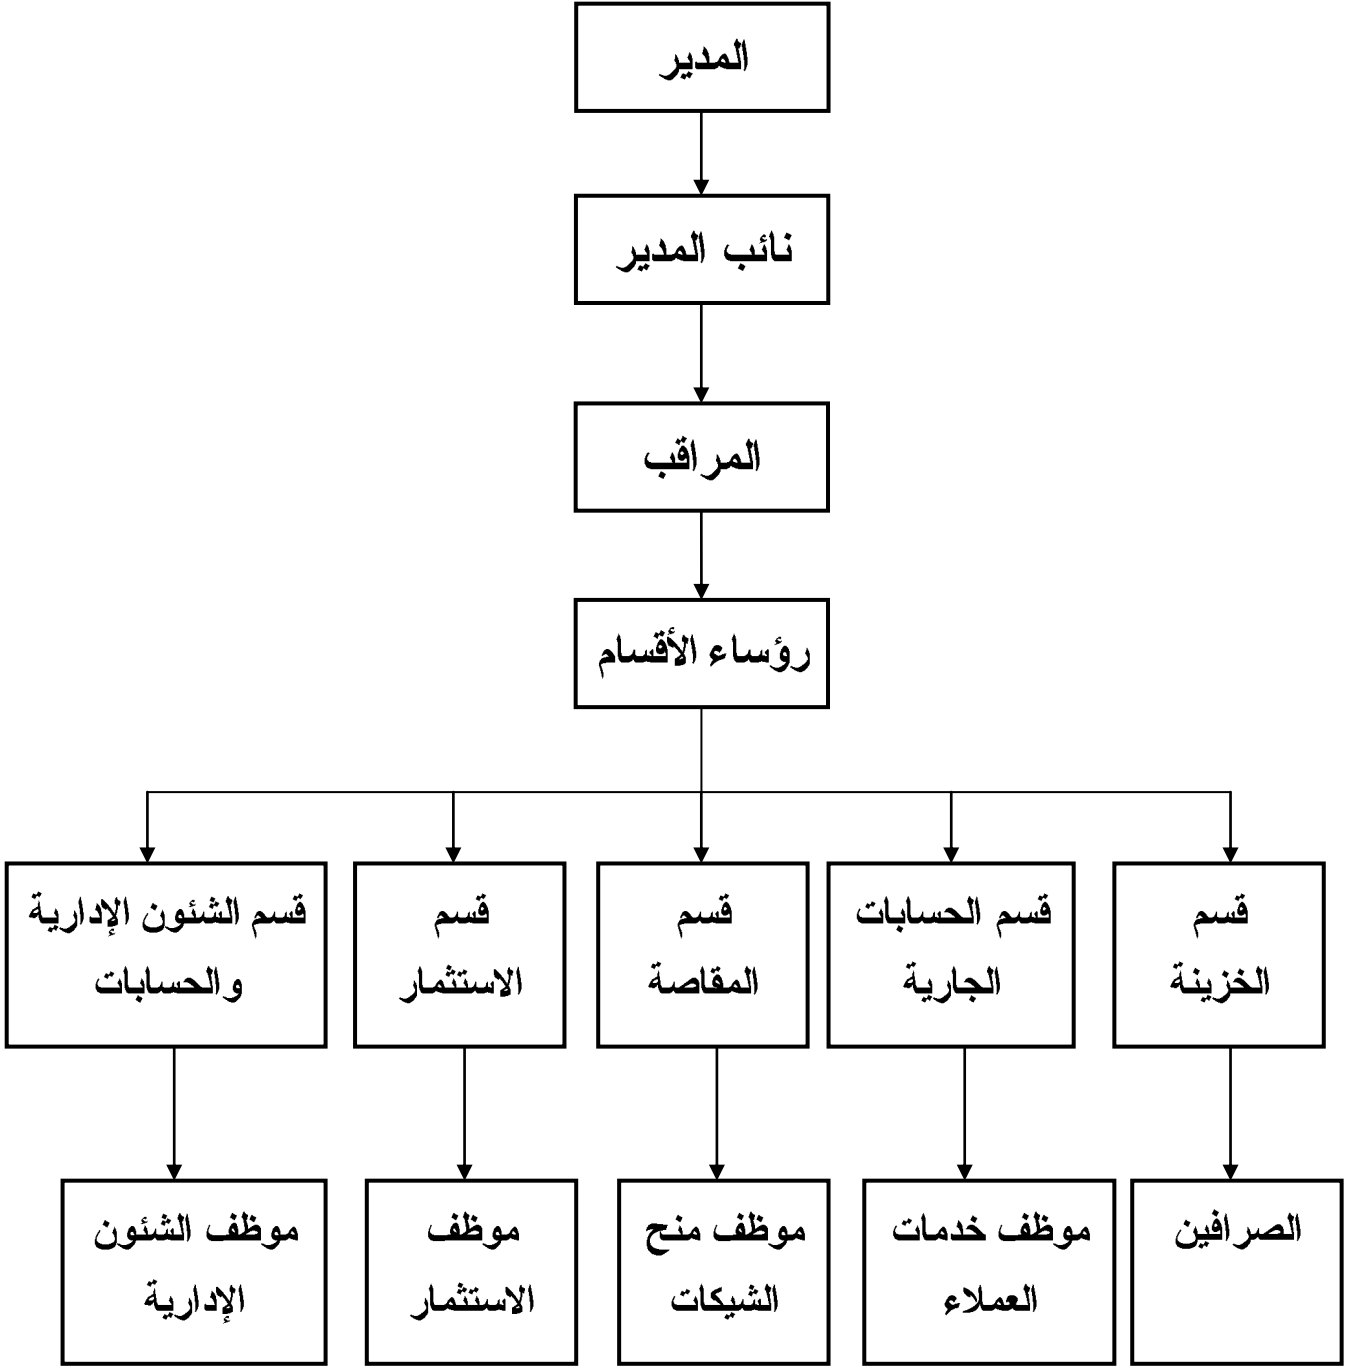 المدير
نائب المدير
المراقب
رؤساء الأقسام
قسم
الخزينة
قسم الحسابات
الجارية
قسم
المقاصة
قسم
الاستثمار
قسم الشئون الإدارية
والحسابات
الصرافين
موظف خدمات
العملاء
موظف منح
الشيكات
موظف
الاستثمار
موظف الشئون
الإدارية